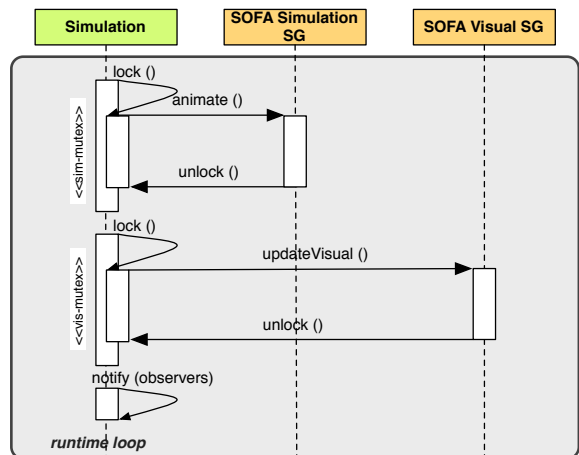 Simulation
SOFA Simulation
SG
SOFA Visual SG
lock ()
animate ()
<<sim-mutex>>
unlock ()
lock ()
updateVisual ()
<<vis-mutex>>
unlock ()
notify (observers)
runtime loop